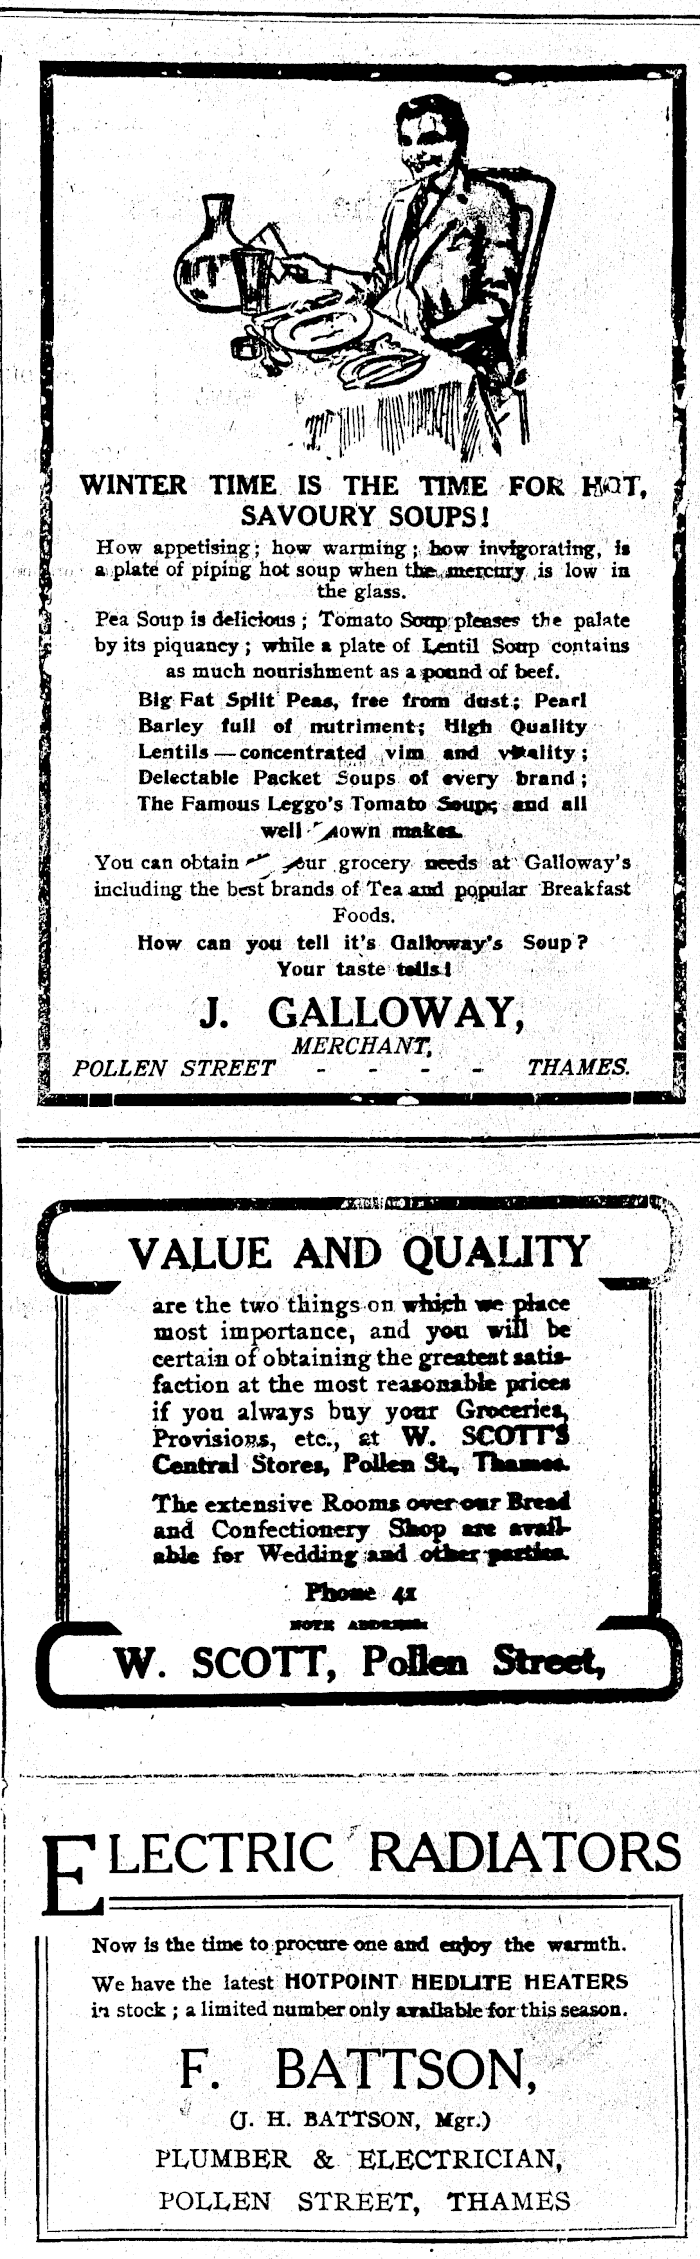 WINTER TIME IS THE TIME FOR HOT,
SAVOURY SOUPS!
How appetising; how warming; how invigorating, is
a plate of piping hot soup when the mercury is low in
the glass.
Pea Soup is delicious; Tomato Soup pleases the palate
by its piquancy; while a plate of Lentil Soup contains
as much nourishment as a pound of beef.
Big Fat Split Peas, free from dust; Pearl
Barley full of nutriment; High Quality
Lentils—concentrated vim and vitality;
Delectable Packet Soups of every brand;
The Famous Leggo's Tomato Soup; and all
well known makes.
You can obtain your grocery needs at Galloway's
including the best brands of Tea and popular Breakfast
Foods.
How can you tell it's Galloway's Soup?
Your taste tells!
J. GALLOWAY,
MERCHANT,
POLLEN STREET - - - - THAMES.
VALUE AND QUALITY
are the two things on which we place
most importance, and you will be
certain of obtaining the greatest satis-
faction at the most reasonable prices
if you always buy your Groceries,
Provisions, etc., at W. SCOTT'S
Central Stores, Pollen St., Thames.
The extensive Rooms over our Bread
and Confectionery Shop are avail-
able for Wedding and other parties.
Phone 41
NOTE ADDRESS:
W. SCOTT, Pollen Street,
ELECTRIC RADIATORS
Now is the time to procure one and enjoy the warmth.
We have the latest HOTPOINT HEDLITE HEATERS
in stock; a limited number only available for this season.
F. BATTSON,
(J. H. BATTSON, Mgr.)
PLUMBER & ELECTRICIAN,
POLLEN STREET, THAMES